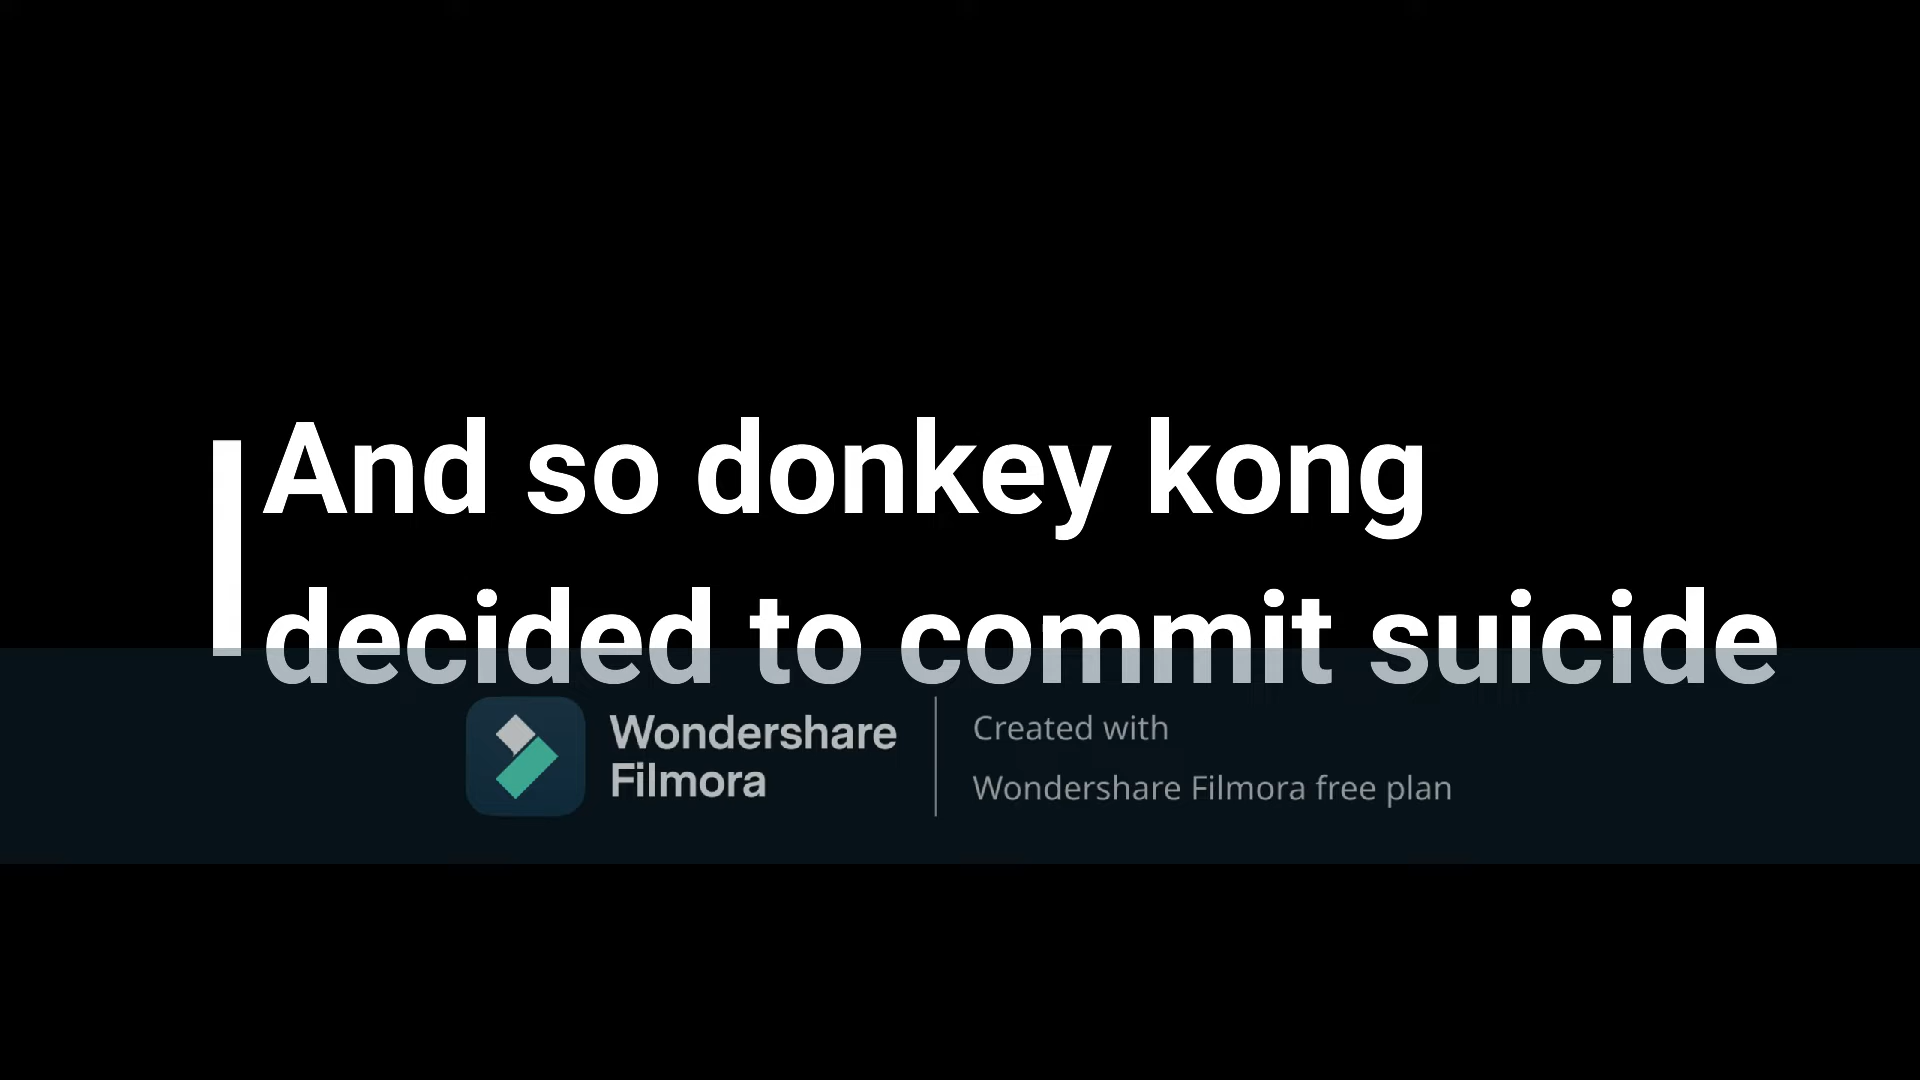 And so donkey kong
decided to commit suicide
Wondershare
Filmora
Created with
Wondershare Filmora free plan